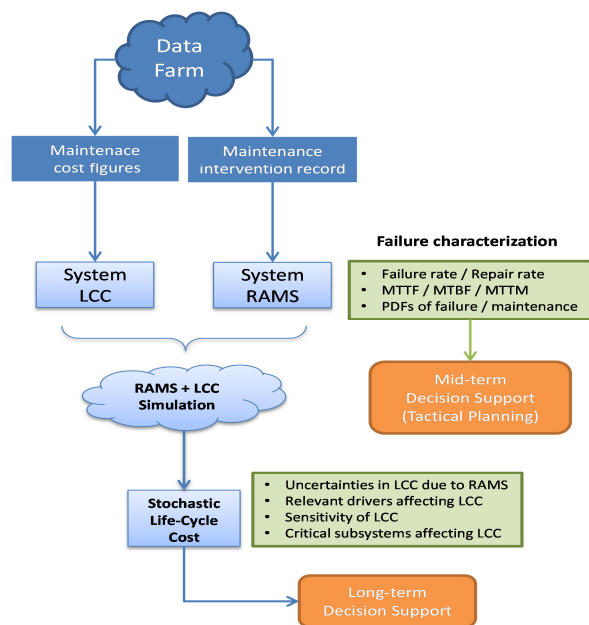 Data
Farm
Maintenace
cost figures
Maintenance
intervention record
System
LCC
System
RAMS
Failure characterization
• Failure rate / Repair rate
• MTTF / MTBF / MTTM
• PDFs of failure / maintenance
RAMS + LCC
Simulation
Mid-term
Decision Support
(Tactical Planning)
Stochastic
Life-Cycle
Cost
• Uncertainties in LCC due to RAMS
• Relevant drivers affecting LCC
• Sensitivity of LCC
• Critical subsystems affecting LCC
Long-term
Decision Support